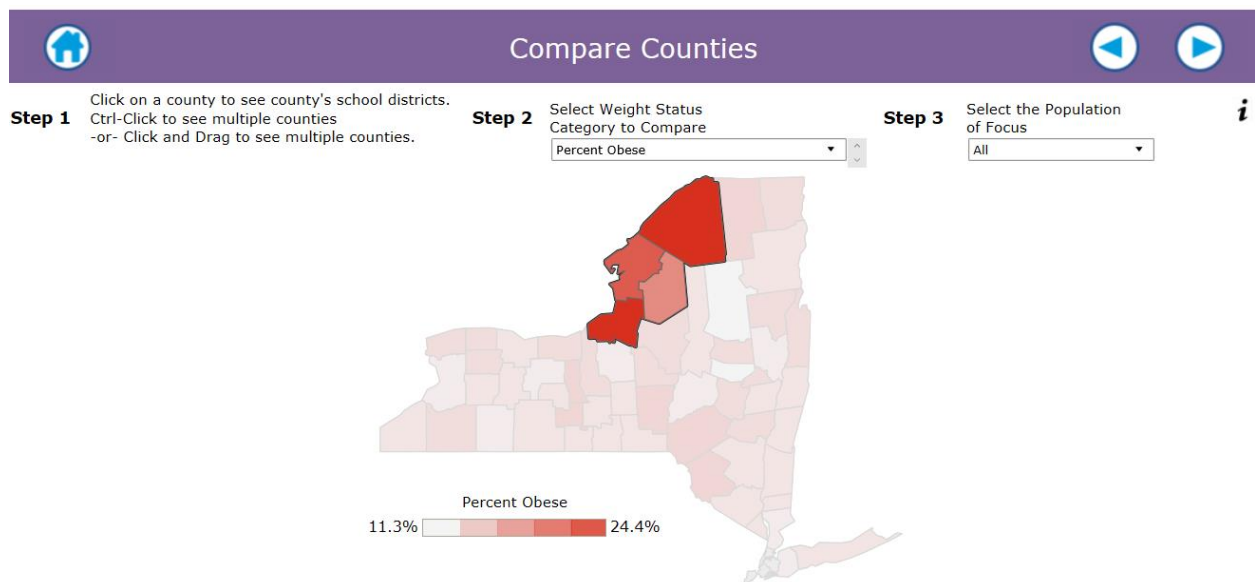 Compare Counties
Step 1
Click on a county to see county's school districts.
Ctrl-Click to see multiple counties
-or- Click and Drag to see multiple counties.
Step 2
Select Weight Status
Category to Compare
Percent Obese
Step 3
Select the Population
of Focus
All
i
Percent Obese
11.3%
24.4%